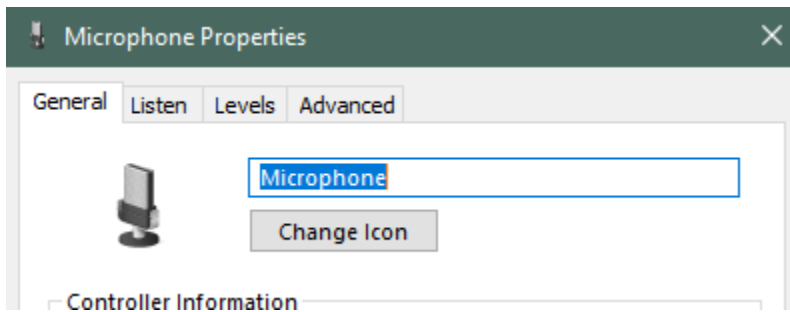 Microphone Properties
General Listen Levels Advanced
Microphone
Change Icon
Controller Information